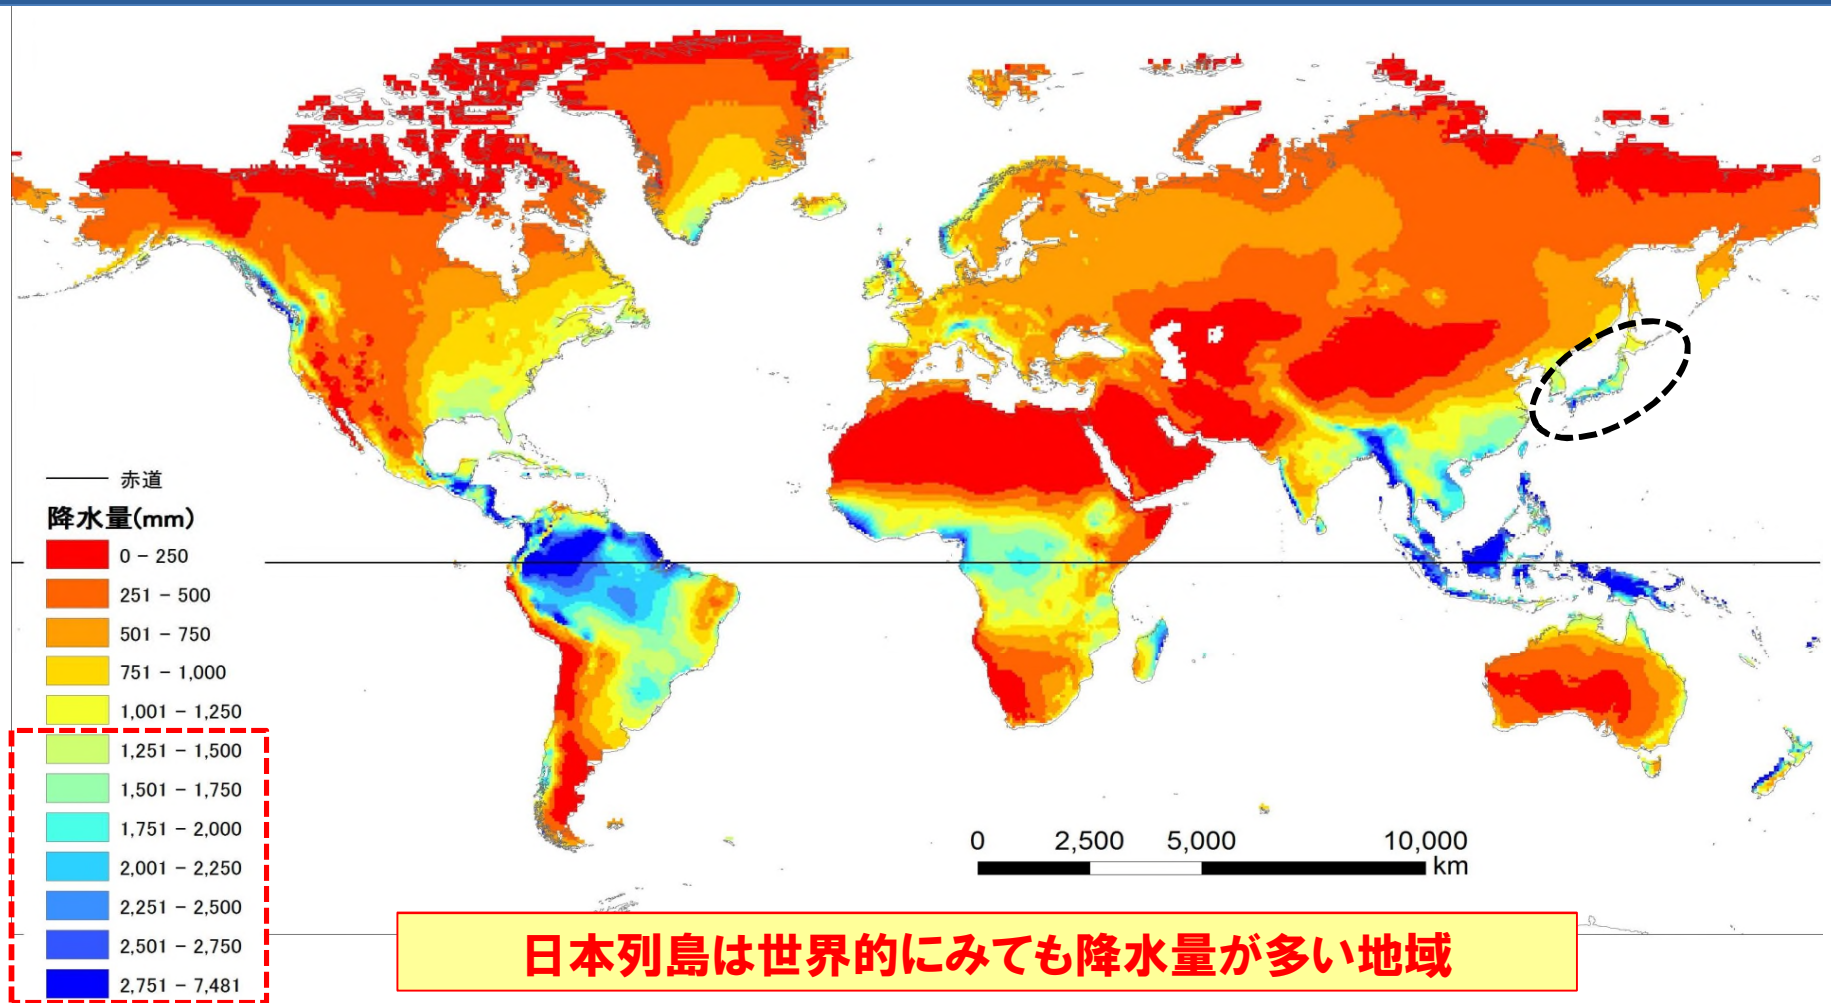 赤道
降水量(mm)
0 – 250
251 – 500
501 – 750
751 – 1,000
1,001 – 1,250
1,251 – 1,500
1,501 – 1,750
1,751 – 2,000
2,001 – 2,250
2,251 – 2,500
2,501 – 2,750
2,751 – 7,481
0 2,500 5,000 10,000
km
日本列島は世界的にみても降水量が多い地域